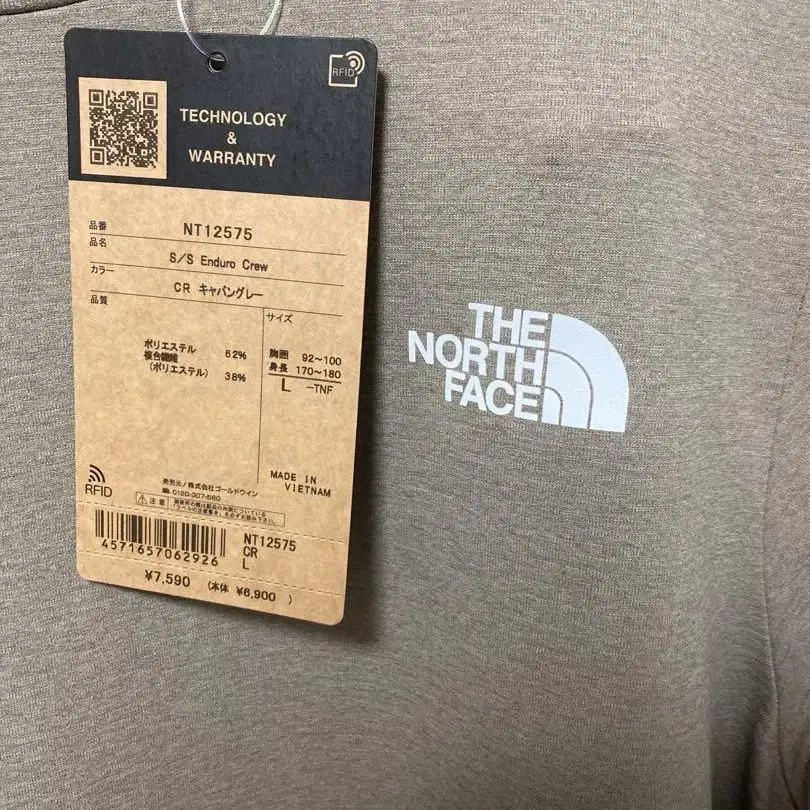 RFID
TECHNOLOGY
&
WARRANTY
品番 NT12575
品名 S/S Enduro Crew
カラー CR キャバングレー
品質
ポリエステル 62%
複合繊維
(ポリエステル) 38%
サイズ
胸囲 92~100
身長 170~180
L -TNF
RFID
発売元/株式会社ゴールドウイン
0120-307-560
MADE IN
VIETNAM
注意
4571657062926
NT12575
CR
L
¥7,590 (本体 ¥6,900 )
THE
NORTH
FACE